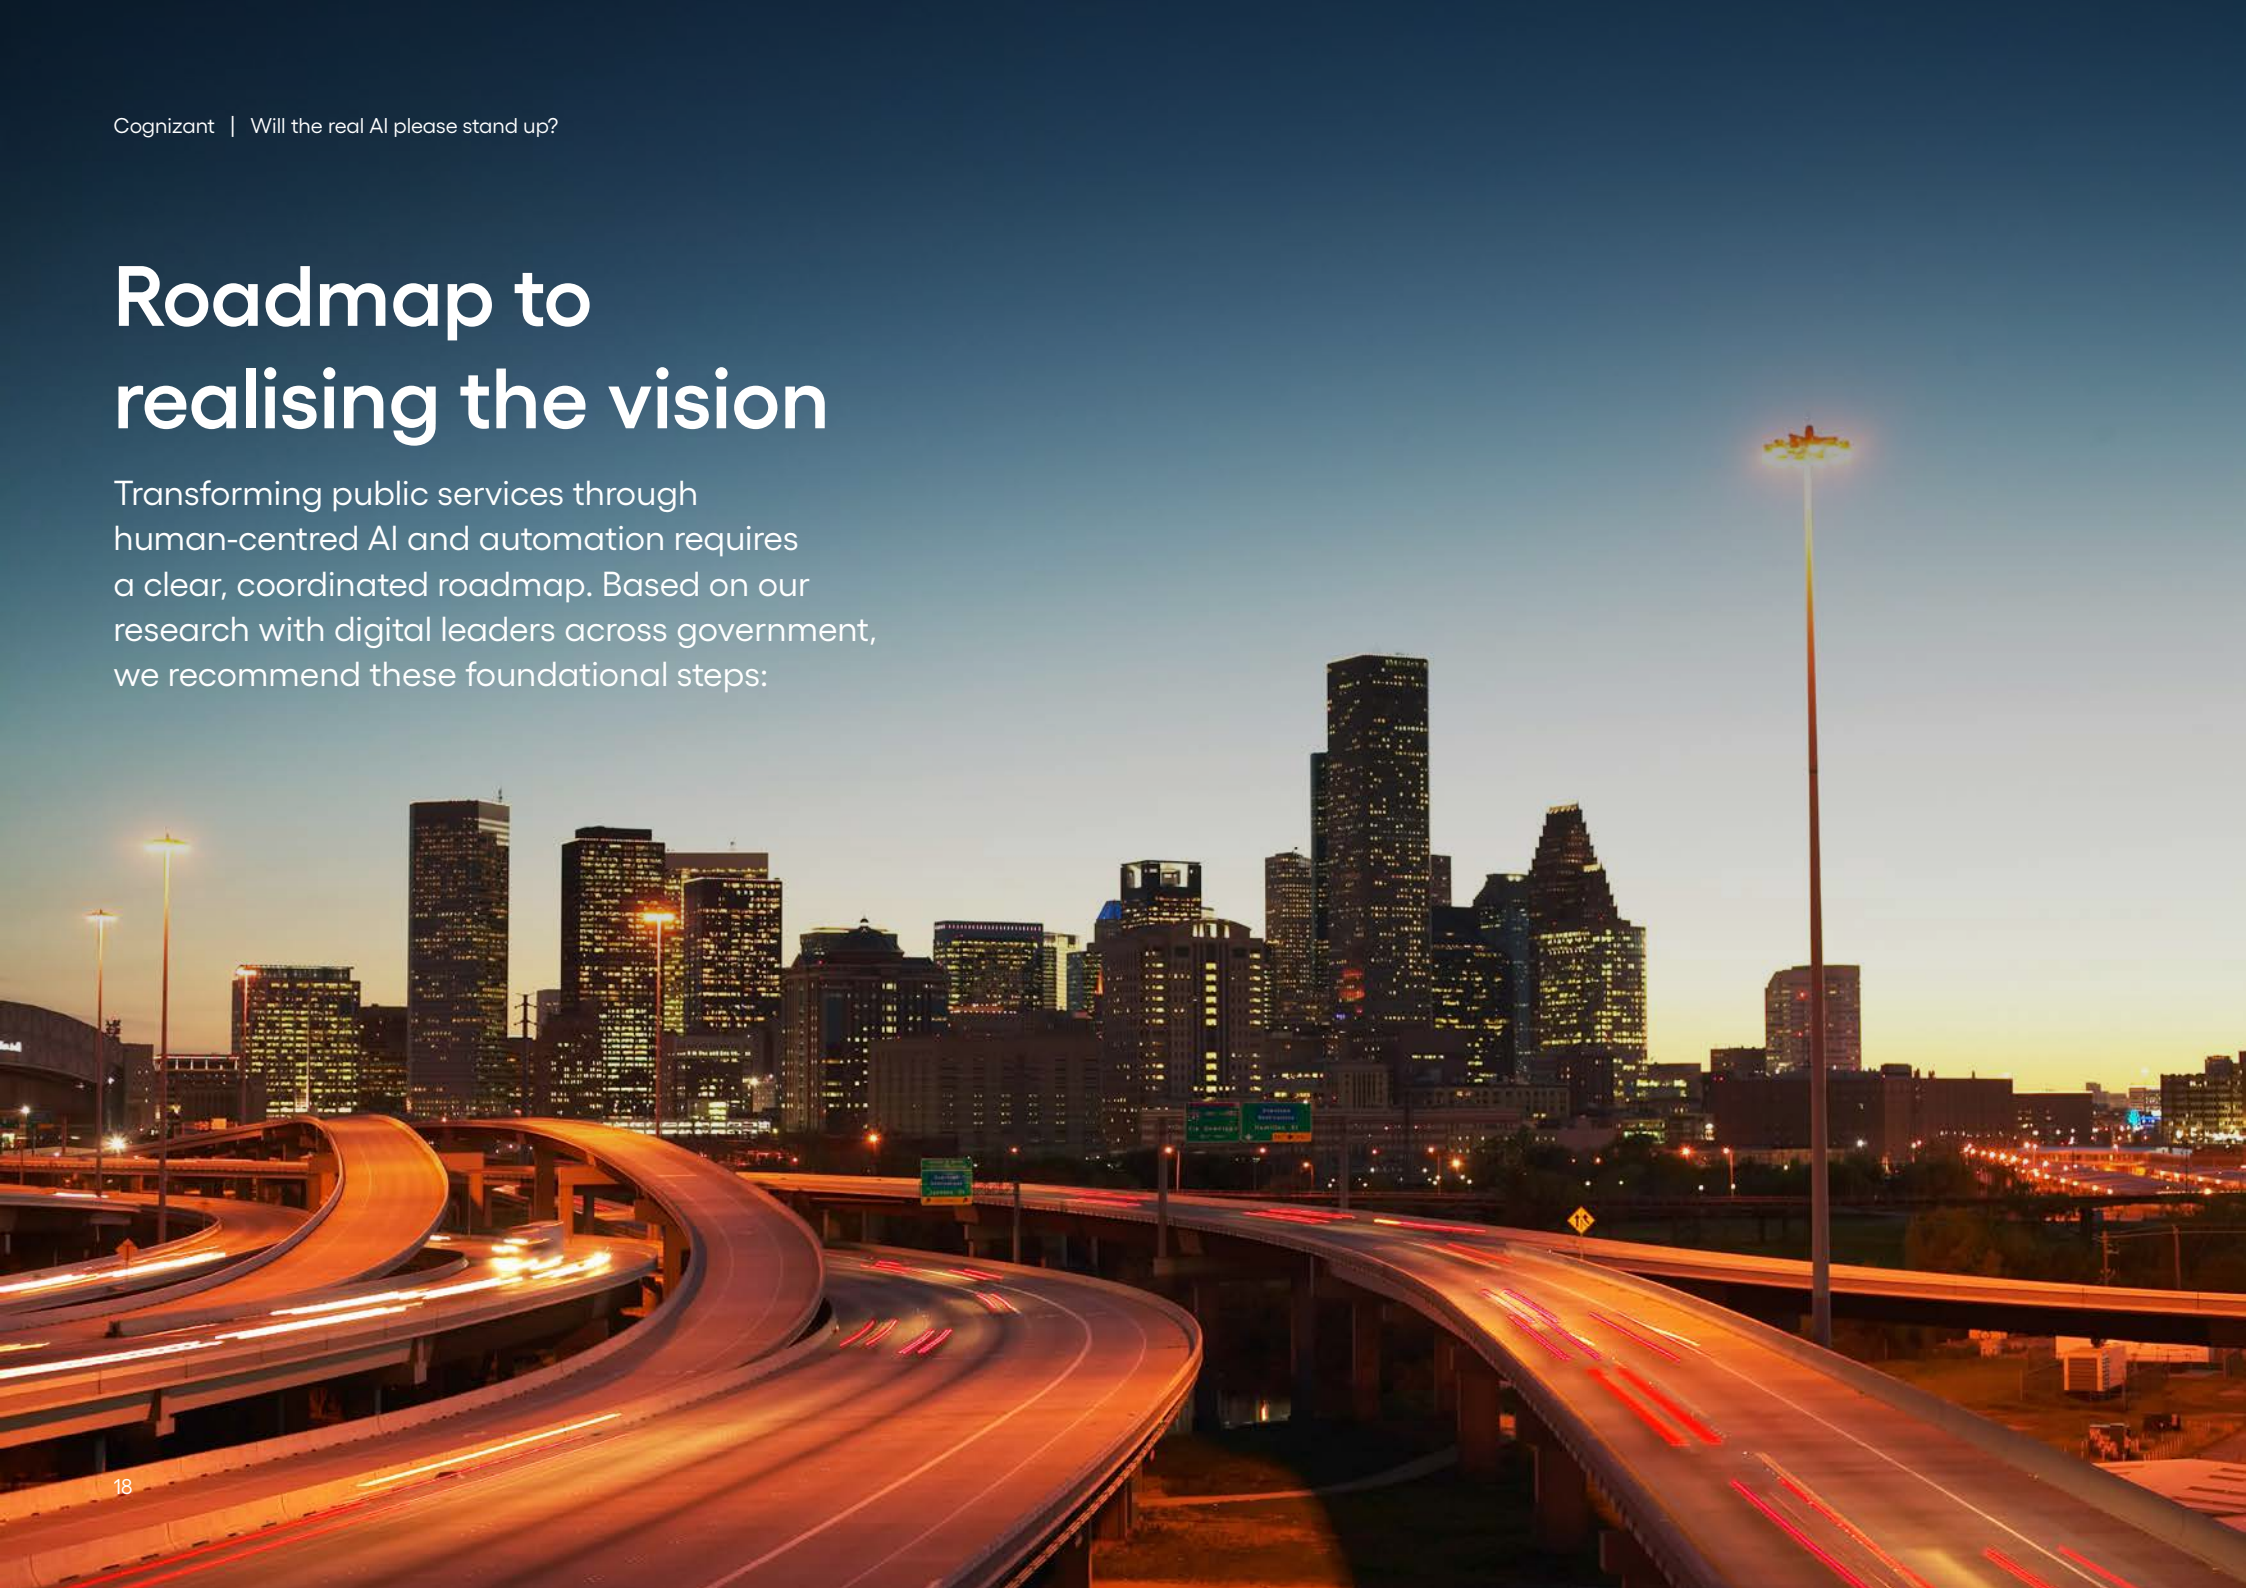 Cognizant | Will the real AI please stand up?
Roadmap to
realising the vision
Transforming public services through
human-centred AI and automation requires
a clear, coordinated roadmap. Based on our
research with digital leaders across government,
we recommend these foundational steps:
18